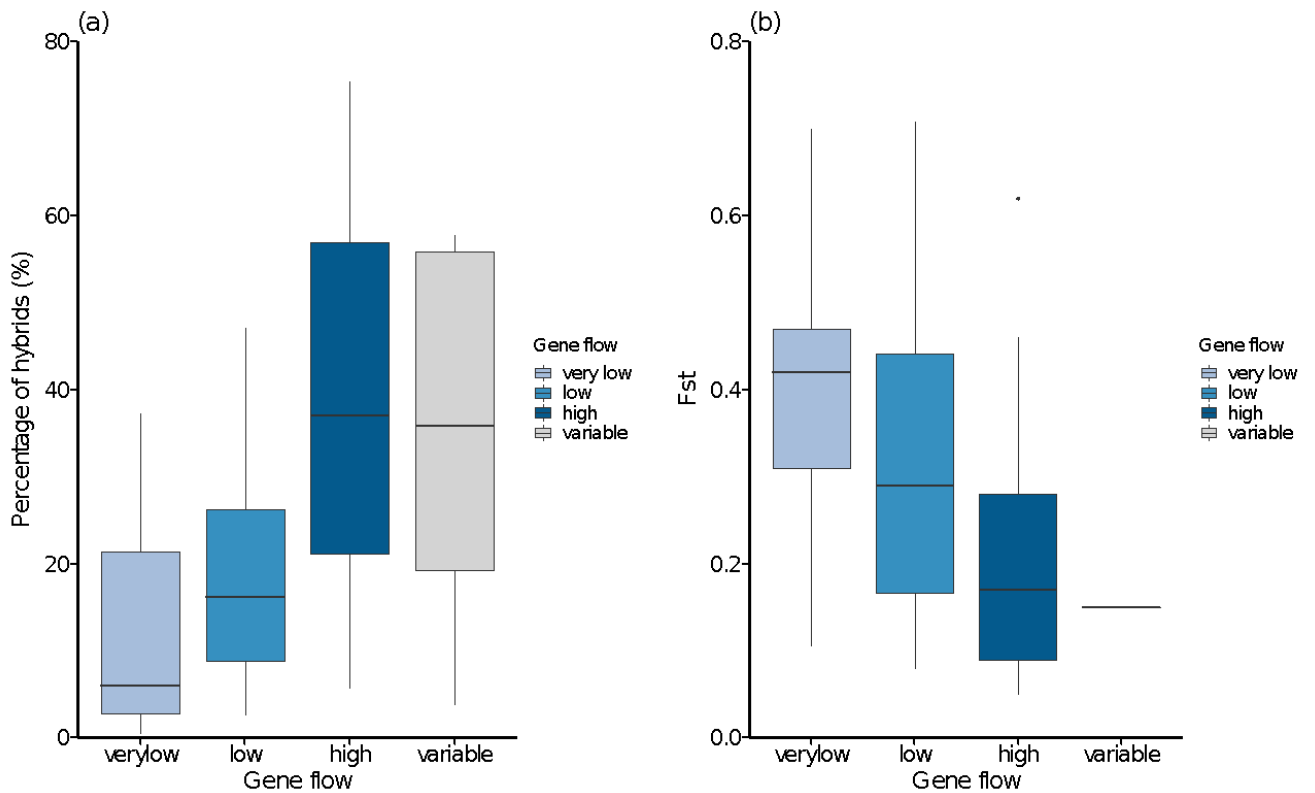 (a)
80
60
40
20
0
Percentage of hybrids (%)
verylow low high variable
Gene flow
Gene flow
very low
low
high
variable
(b)
0.8
0.6
0.4
0.2
0.0
Fst
verylow low high variable
Gene flow
Gene flow
very low
low
high
variable